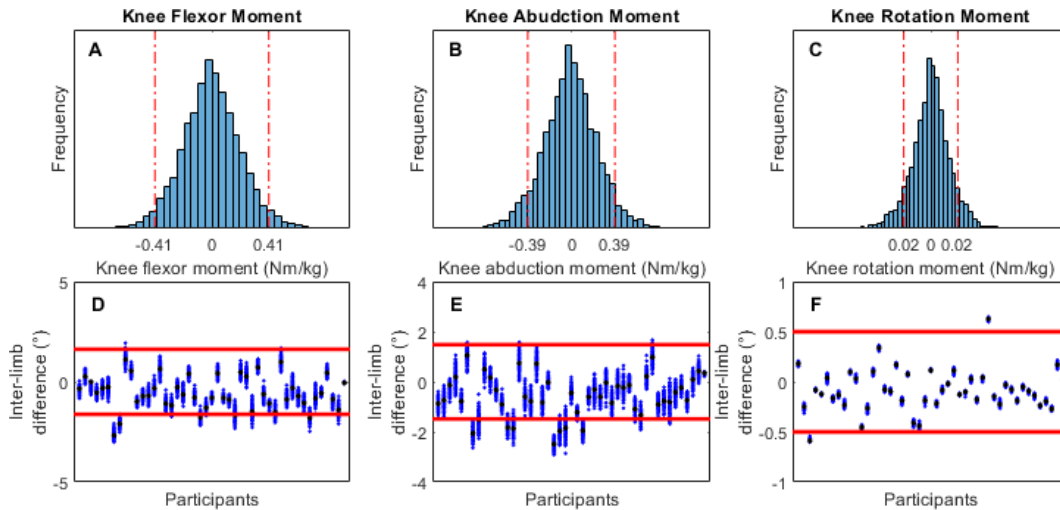 Knee Flexor Moment
Knee Abudction Moment
Knee Rotation Moment
A
B
C
Frequency
Frequency
Frequency
-0.41 0 0.41
-0.39 0 0.39
0.02 0 0.02
Knee flexor moment (Nm/kg)
Knee abduction moment (Nm/kg)
Knee rotation moment (Nm/kg)
D
E
F
5
0
-5
4
2
0
-2
-4
1
0.5
0
-0.5
-1
Inter-limb
difference (°)
Inter-limb
difference (°)
Inter-limb
difference (°)
Participants
Participants
Participants